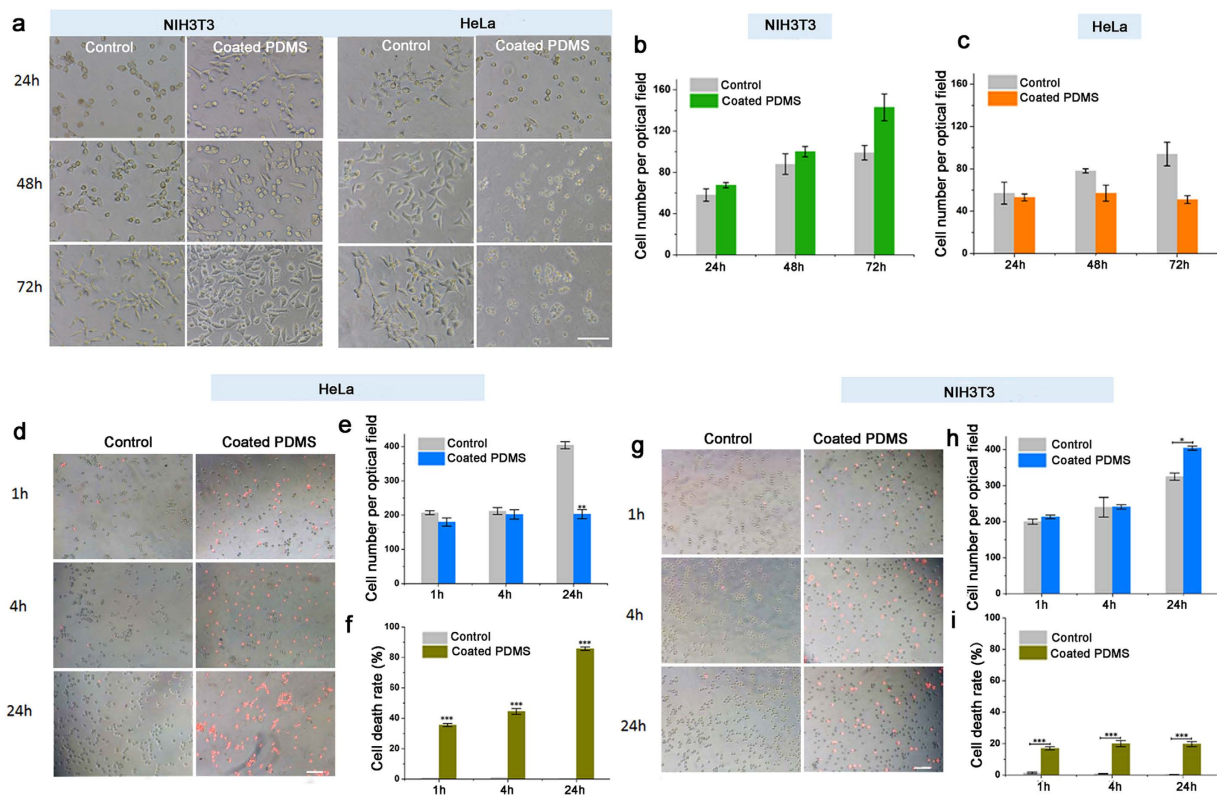 a
NIH3T3
HeLa
Control
Coated PDMS
Control
Coated PDMS
24h
48h
72h
b
NIH3T3
Control
Coated PDMS
Cell number per optical field
160
120
80
40
0
24h
48h
72h
c
HeLa
Control
Coated PDMS
Cell number per optical field
160
120
80
40
0
24h
48h
72h
HeLa
d
Control
Coated PDMS
1h
4h
24h
e
Control
Coated PDMS
Cell number per optical field
400
300
200
100
0
**
1h
4h
24h
f
Control
Coated PDMS
Cell death rate (%)
100
80
60
40
20
0
***
***
***
1h
4h
24h
NIH3T3
g
Control
Coated PDMS
1h
4h
24h
h
Control
Coated PDMS
Cell number per optical field
400
300
200
100
0
*
1h
4h
24h
i
Control
Coated PDMS
Cell death rate (%)
100
80
60
40
20
0
***
***
***
1h
4h
24h